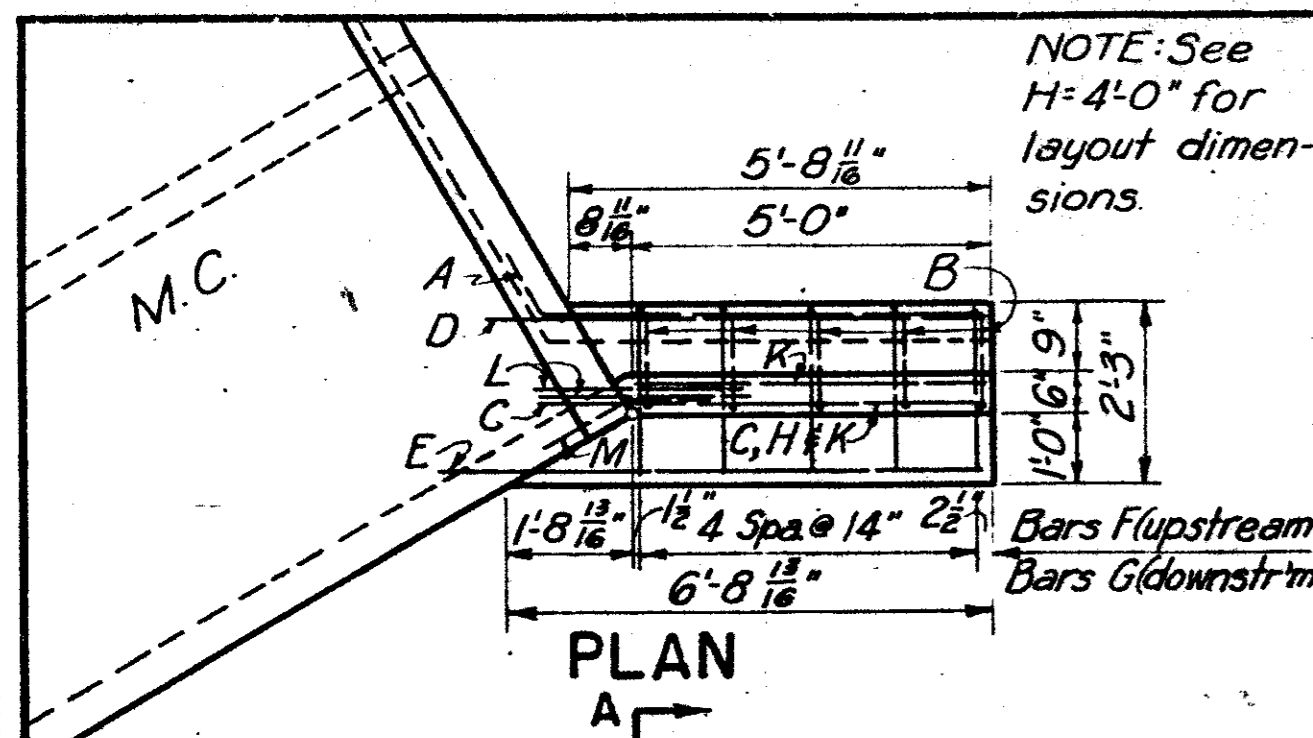 NOTE: See
H=4'-0" for
layout dimen-
sions.
5'-8 11/16"
8 11/16" 5'-0"
M.C.
A
B
D
K
L
C
C, H & K
E
M
9"
6"
1'-0"
2'-3"
1'-8 13/16" 1 1/2" 4 Spa @ 14" 2 1/2"
6'-8 13/16"
Bars F(upstream
Bars G(downstr'm
PLAN
A